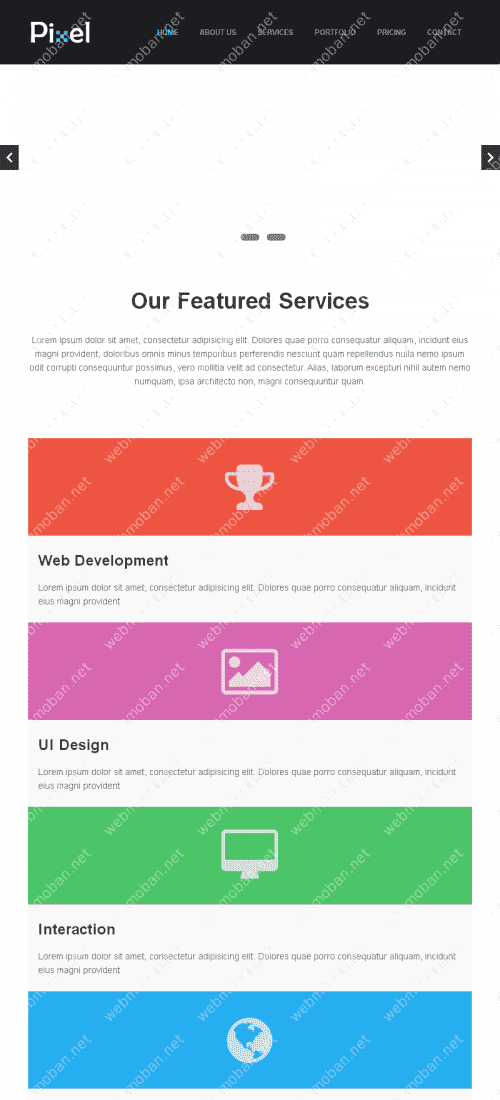 Pixel
HOME ABOUT US SERVICES PORTFOLIO PRICING CONTACT
Our Featured Services
Lorem ipsum dolor sit amet, consectetur adipisicing elit. Dolores quae porro consequatur aliquam, incidunt eius
magni provident, doloribus omnis minus temporibus perferendis nesciunt quam repellendus nulla nemo ipsum
odit corrupti consequuntur possimus, vero mollitia velit ad consectetur. Alias, laborum excepturi nihil autem nemo
numquam, ipsa architecto non, magni consequuntur quam.
Web Development
Lorem ipsum dolor sit amet, consectetur adipisicing elit. Dolores quae porro consequatur aliquam, incidunt
eius magni provident
UI Design
Lorem ipsum dolor sit amet, consectetur adipisicing elit. Dolores quae porro consequatur aliquam, incidunt
eius magni provident
Interaction
Lorem ipsum dolor sit amet, consectetur adipisicing elit. Dolores quae porro consequatur aliquam, incidunt
eius magni provident
webmoban.net